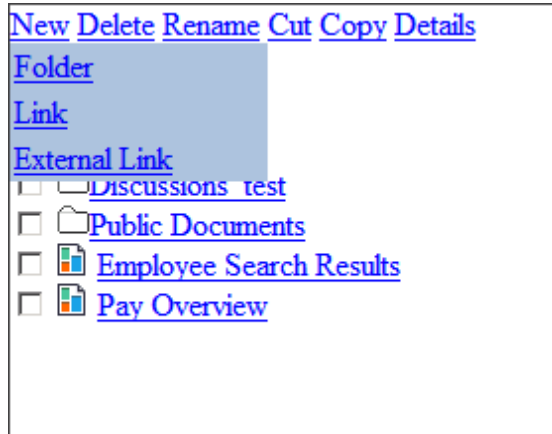 New Delete Rename Cut Copy Details
Folder
Link
External Link
Discussions test
Public Documents
Employee Search Results
Pay Overview